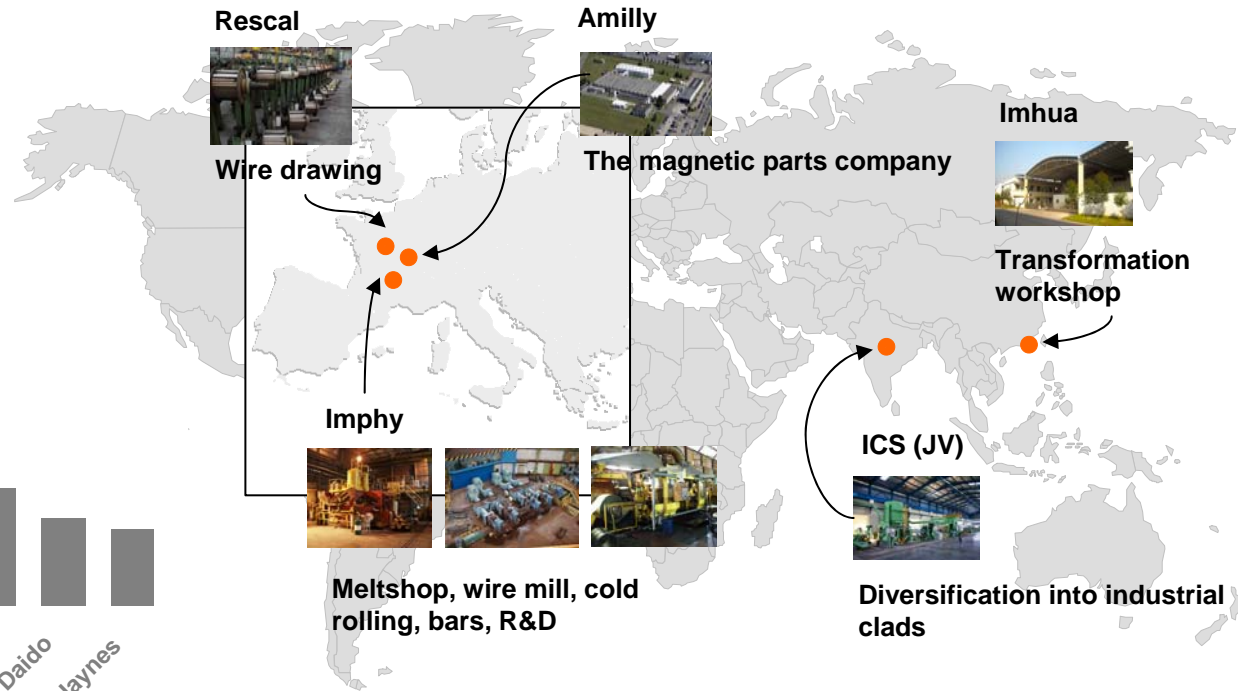 Rescal
Amilly
Imhua
Wire drawing
The magnetic parts company
Transformation
workshop
Imphy
ICS (JV)
Meltshop, wire mill, cold
rolling, bars, R&D
Diversification into industrial
clads
Daido